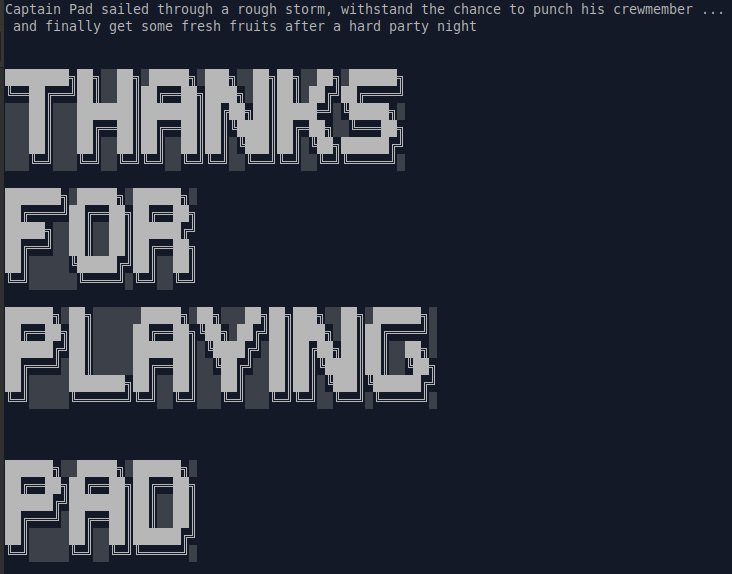 Captain Pad sailed through a rough storm, withstand the chance to punch his crewmember ...
and finally get some fresh fruits after a hard party night
THANKS
FOR
PLAYING
PAD